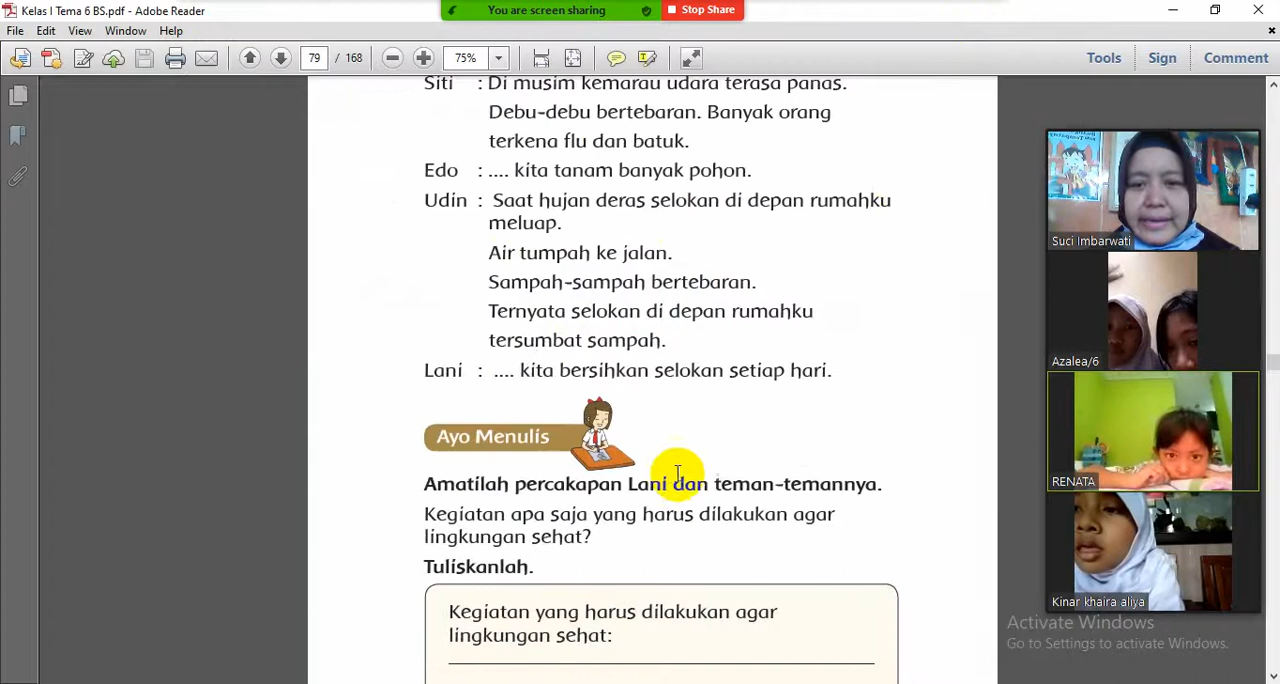 Kelas I Tema 6 BS.pdf - Adobe Reader
You are screen sharing
Stop Share
File Edit View Window Help
79 / 168
75%
Tools Sign Comment
Siti : Di musim kemarau udara terasa panas.
Debu-debu bertebaran. Banyak orang
terkena flu dan batuk.
Edo : .... kita tanam banyak pohon.
Udin : Saat hujan deras selokan di depan rumahku
meluap.
Air tumpah ke jalan.
Sampah-sampah bertebaran.
Ternyata selokan di depan rumahku
tersumbat sampah.
Lani : .... kita bersihkan selokan setiap hari.
Ayo Menulis
Amatilah percakapan Lani dan teman-temannya.
Kegiatan apa saja yang harus dilakukan agar
lingkungan sehat?
Tuliskanlah.
Kegiatan yang harus dilakukan agar
lingkungan sehat:
Suci Imbarwati
Azalea/6
RENATA
Kinar khaira aliya
Activate Windows
Go to Settings to activate Windows.